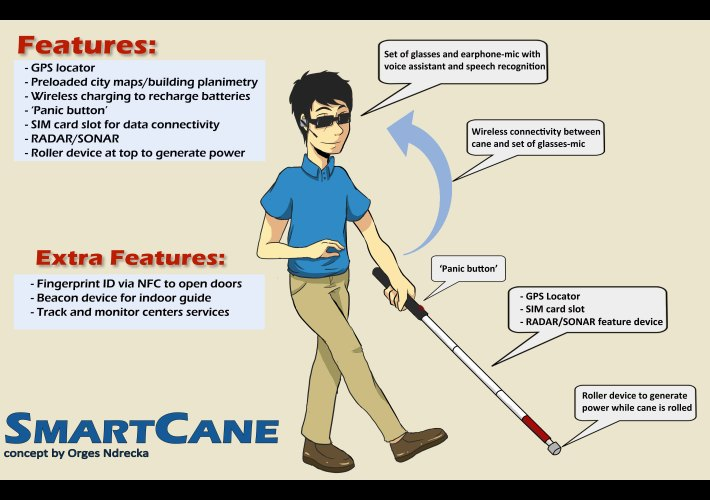 Features:
- GPS locator
- Preloaded city maps/building planimetry
- Wireless charging to recharge batteries
- ‘Panic button’
- SIM card slot for data connectivity
- RADAR/SONAR
- Roller device at top to generate power
Extra Features:
- Fingerprint ID via NFC to open doors
- Beacon device for indoor guide
- Track and monitor centers services
SMARTCANE
concept by Orges Ndrecka
Set of glasses and earphone-mic with
voice assistant and speech recognition
Wireless connectivity between
cane and set of glasses-mic
‘Panic button’
- GPS Locator
- SIM card slot
- RADAR/SONAR feature device
Roller device to generate
power while cane is rolled